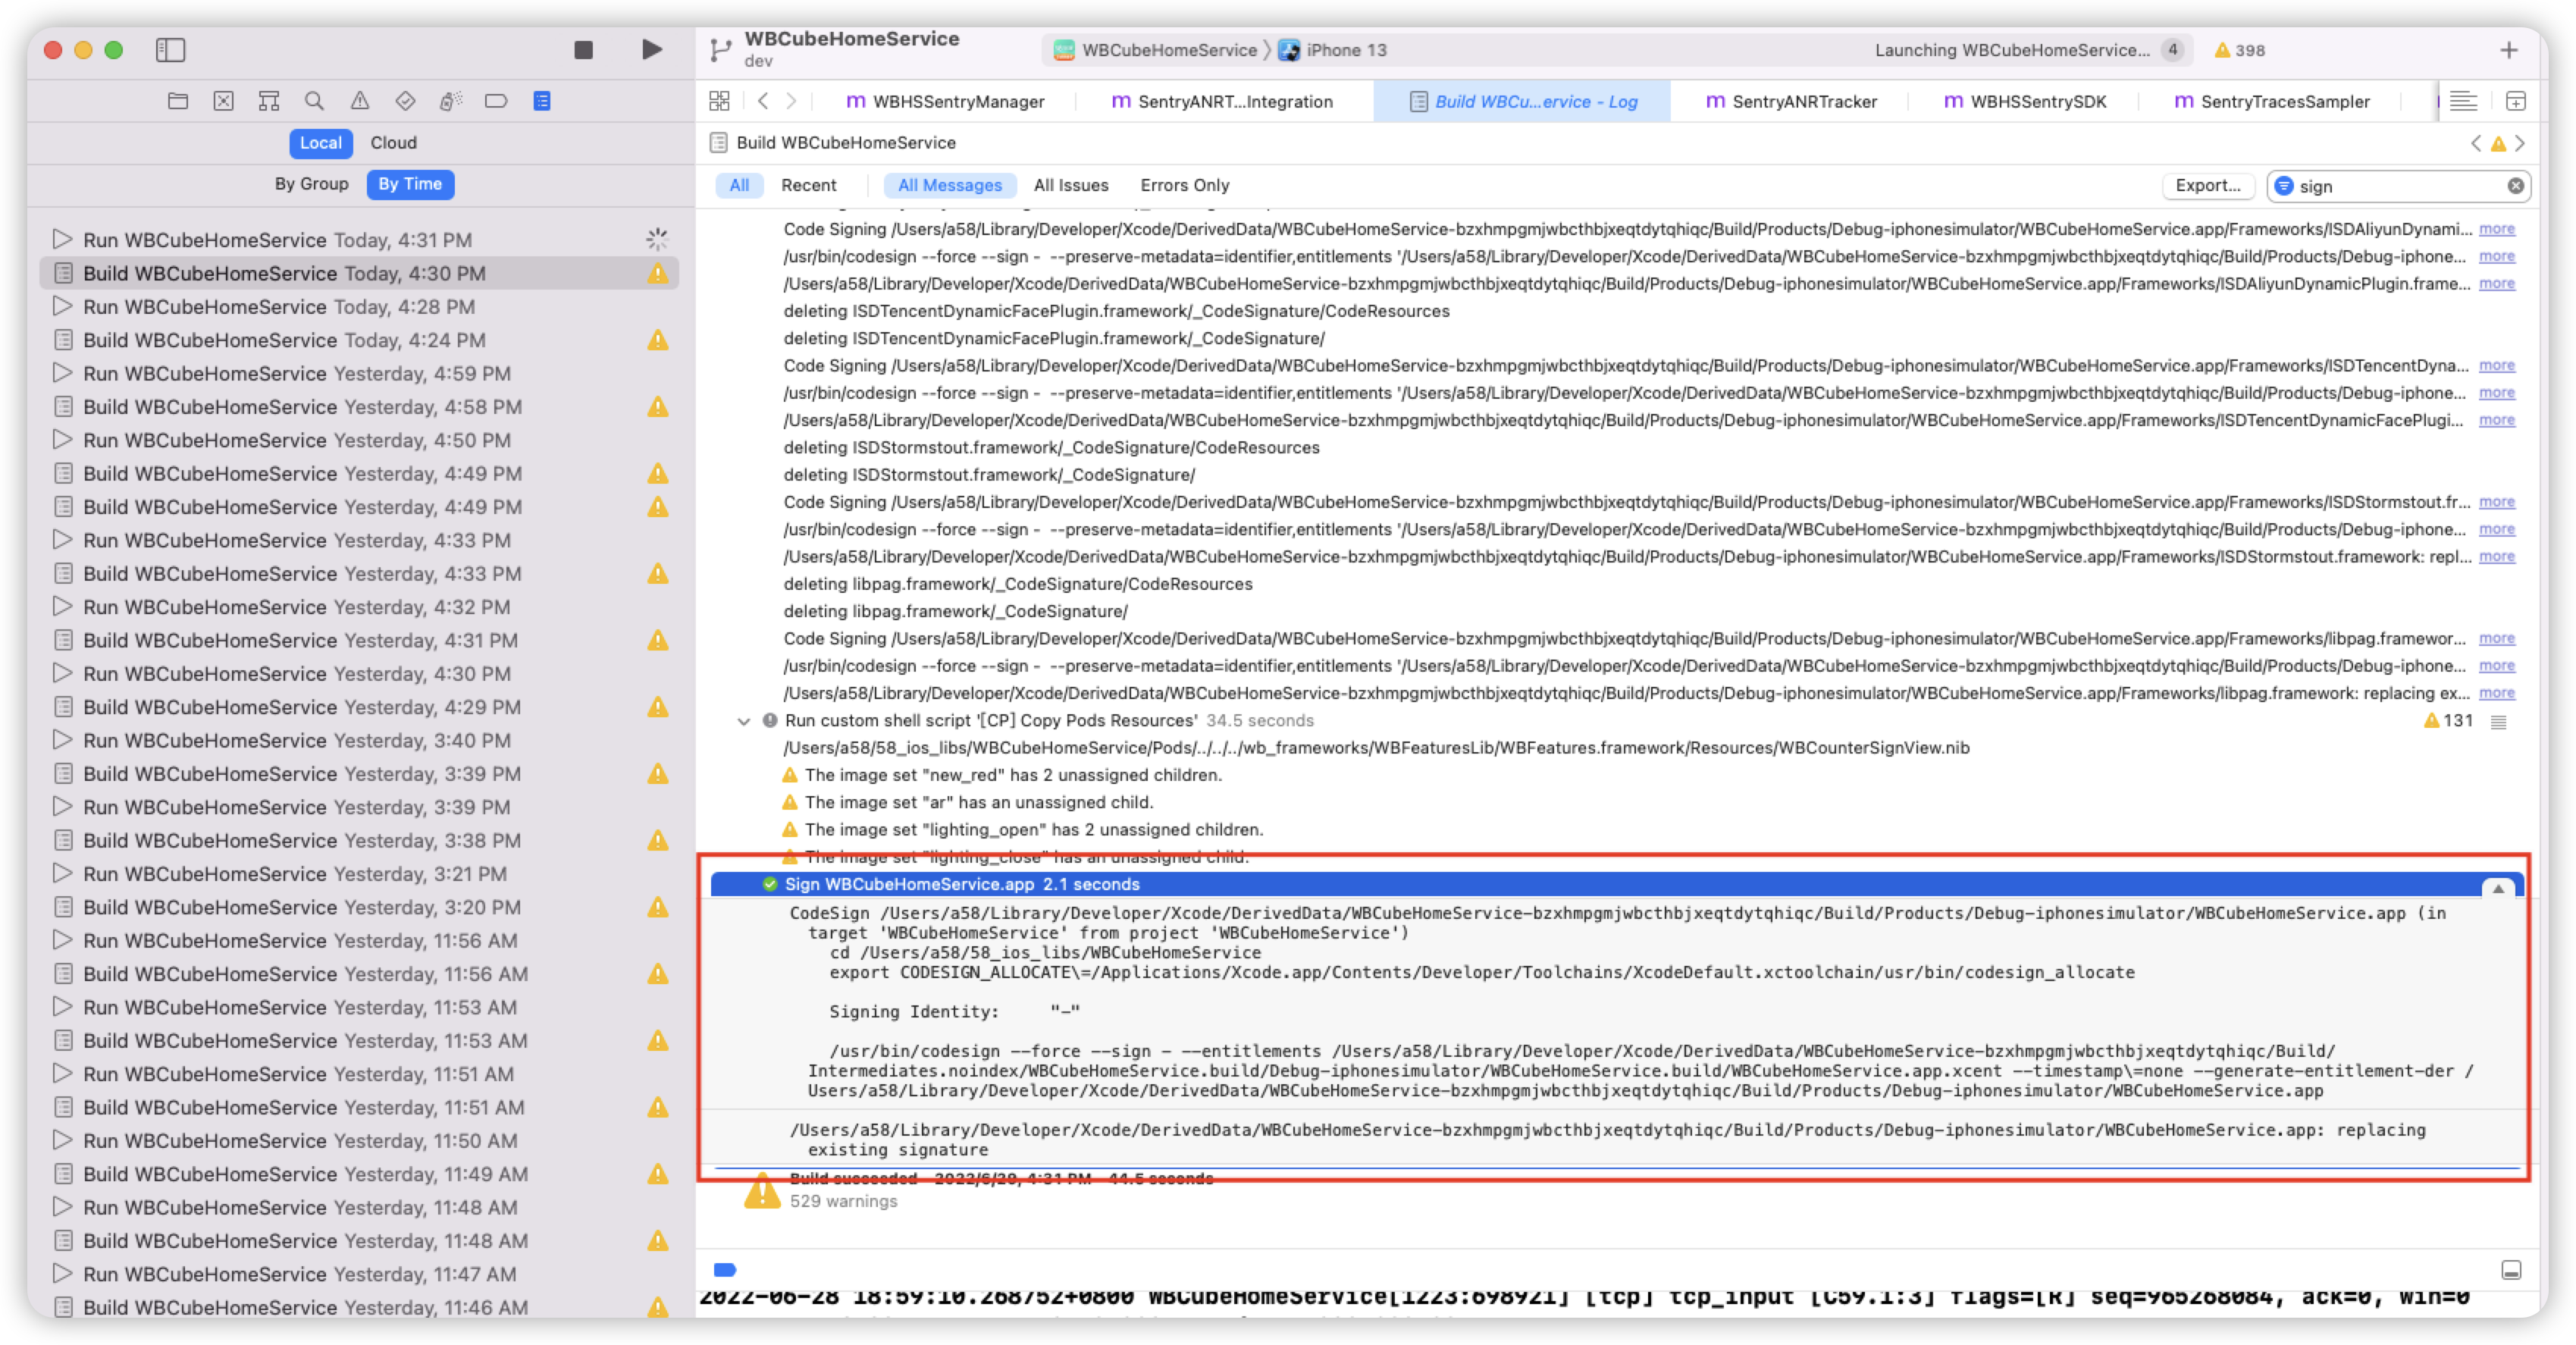 WBCubeHomeService
dev
WBCubeHomeService 〉 iPhone 13
Launching WBCubeHomeService... 4
398
WBHSSentryManager
SentryANRT...Integration
Build WBCu...ervice - Log
SentryANRTracker
WBHSSentrySDK
SentryTracesSampler
Local
Cloud
By Group
By Time
Run WBCubeHomeService Today, 4:31 PM
Build WBCubeHomeService Today, 4:30 PM
Run WBCubeHomeService Today, 4:28 PM
Build WBCubeHomeService Today, 4:24 PM
Run WBCubeHomeService Yesterday, 4:59 PM
Build WBCubeHomeService Yesterday, 4:58 PM
Run WBCubeHomeService Yesterday, 4:50 PM
Build WBCubeHomeService Yesterday, 4:49 PM
Build WBCubeHomeService Yesterday, 4:49 PM
Run WBCubeHomeService Yesterday, 4:33 PM
Build WBCubeHomeService Yesterday, 4:33 PM
Run WBCubeHomeService Yesterday, 4:32 PM
Build WBCubeHomeService Yesterday, 4:31 PM
Run WBCubeHomeService Yesterday, 4:30 PM
Build WBCubeHomeService Yesterday, 4:29 PM
Run WBCubeHomeService Yesterday, 3:40 PM
Build WBCubeHomeService Yesterday, 3:39 PM
Run WBCubeHomeService Yesterday, 3:39 PM
Build WBCubeHomeService Yesterday, 3:38 PM
Run WBCubeHomeService Yesterday, 3:21 PM
Build WBCubeHomeService Yesterday, 3:20 PM
Run WBCubeHomeService Yesterday, 11:56 AM
Build WBCubeHomeService Yesterday, 11:56 AM
Run WBCubeHomeService Yesterday, 11:53 AM
Build WBCubeHomeService Yesterday, 11:53 AM
Run WBCubeHomeService Yesterday, 11:51 AM
Build WBCubeHomeService Yesterday, 11:51 AM
Run WBCubeHomeService Yesterday, 11:50 AM
Build WBCubeHomeService Yesterday, 11:49 AM
Run WBCubeHomeService Yesterday, 11:48 AM
Build WBCubeHomeService Yesterday, 11:48 AM
Run WBCubeHomeService Yesterday, 11:47 AM
Build WBCubeHomeService Yesterday, 11:46 AM
Build WBCubeHomeService
All Recent All Messages All Issues Errors Only Export... sign
Code Signing /Users/a58/Library/Developer/Xcode/DerivedData/WBCubeHomeService-bzxhmpgmjwbcthbjxeqtdytqhiqc/Build/Products/Debug-iphonesimulator/WBCubeHomeService.app/Frameworks/ISDAliyunDynami... more
/usr/bin/codesign --force --sign - --preserve-metadata=identifier,entitlements '/Users/a58/Library/Developer/Xcode/DerivedData/WBCubeHomeService-bzxhmpgmjwbcthbjxeqtdytqhiqc/Build/Products/Debug-iphone... more
/Users/a58/Library/Developer/Xcode/DerivedData/WBCubeHomeService-bzxhmpgmjwbcthbjxeqtdytqhiqc/Build/Products/Debug-iphonesimulator/WBCubeHomeService.app/Frameworks/ISDAliyunDynamicPlugin.frame... more
deleting ISDTencentDynamicFacePlugin.framework/_CodeSignature/CodeResources
deleting ISDTencentDynamicFacePlugin.framework/_CodeSignature/
Code Signing /Users/a58/Library/Developer/Xcode/DerivedData/WBCubeHomeService-bzxhmpgmjwbcthbjxeqtdytqhiqc/Build/Products/Debug-iphonesimulator/WBCubeHomeService.app/Frameworks/ISDTencentDyna... more
/usr/bin/codesign --force --sign - --preserve-metadata=identifier,entitlements '/Users/a58/Library/Developer/Xcode/DerivedData/WBCubeHomeService-bzxhmpgmjwbcthbjxeqtdytqhiqc/Build/Products/Debug-iphone... more
/Users/a58/Library/Developer/Xcode/DerivedData/WBCubeHomeService-bzxhmpgmjwbcthbjxeqtdytqhiqc/Build/Products/Debug-iphonesimulator/WBCubeHomeService.app/Frameworks/ISDTencentDynamicFacePlugi... more
deleting ISDStormstout.framework/_CodeSignature/CodeResources
deleting ISDStormstout.framework/_CodeSignature/
Code Signing /Users/a58/Library/Developer/Xcode/DerivedData/WBCubeHomeService-bzxhmpgmjwbcthbjxeqtdytqhiqc/Build/Products/Debug-iphonesimulator/WBCubeHomeService.app/Frameworks/ISDStormstout.fr... more
/usr/bin/codesign --force --sign - --preserve-metadata=identifier,entitlements '/Users/a58/Library/Developer/Xcode/DerivedData/WBCubeHomeService-bzxhmpgmjwbcthbjxeqtdytqhiqc/Build/Products/Debug-iphone... more
/Users/a58/Library/Developer/Xcode/DerivedData/WBCubeHomeService-bzxhmpgmjwbcthbjxeqtdytqhiqc/Build/Products/Debug-iphonesimulator/WBCubeHomeService.app/Frameworks/ISDStormstout.framework: repl... more
deleting libpag.framework/_CodeSignature/CodeResources
deleting libpag.framework/_CodeSignature/
Code Signing /Users/a58/Library/Developer/Xcode/DerivedData/WBCubeHomeService-bzxhmpgmjwbcthbjxeqtdytqhiqc/Build/Products/Debug-iphonesimulator/WBCubeHomeService.app/Frameworks/libpag.framewor... more
/usr/bin/codesign --force --sign - --preserve-metadata=identifier,entitlements '/Users/a58/Library/Developer/Xcode/DerivedData/WBCubeHomeService-bzxhmpgmjwbcthbjxeqtdytqhiqc/Build/Products/Debug-iphone... more
/Users/a58/Library/Developer/Xcode/DerivedData/WBCubeHomeService-bzxhmpgmjwbcthbjxeqtdytqhiqc/Build/Products/Debug-iphonesimulator/WBCubeHomeService.app/Frameworks/libpag.framework: replacing ex... more
Run custom shell script '[CP] Copy Pods Resources' 34.5 seconds 131
/Users/a58/58_ios_libs/WBCubeHomeService/Pods/../../../wb_frameworks/WBFeaturesLib/WBFeatures.framework/Resources/WBCounterSignView.nib
The image set "new_red" has 2 unassigned children.
The image set "ar" has an unassigned child.
The image set "lighting_open" has 2 unassigned children.
The image set "lighting_close" has an unassigned child.
Sign WBCubeHomeService.app 2.1 seconds
CodeSign /Users/a58/Library/Developer/Xcode/DerivedData/WBCubeHomeService-bzxhmpgmjwbcthbjxeqtdytqhiqc/Build/Products/Debug-iphonesimulator/WBCubeHomeService.app (in
target 'WBCubeHomeService' from project 'WBCubeHomeService')
cd /Users/a58/58_ios_libs/WBCubeHomeService
export CODESIGN_ALLOCATE\=/Applications/Xcode.app/Contents/Developer/Toolchains/XcodeDefault.xctoolchain/usr/bin/codesign_allocate
Signing Identity: "-"
/usr/bin/codesign --force --sign - --entitlements /Users/a58/Library/Developer/Xcode/DerivedData/WBCubeHomeService-bzxhmpgmjwbcthbjxeqtdytqhiqc/Build/
Intermediates.noindex/WBCubeHomeService.build/Debug-iphonesimulator/WBCubeHomeService.build/WBCubeHomeService.app.xcent --timestamp\=none --generate-entitlement-der /
Users/a58/Library/Developer/Xcode/DerivedData/WBCubeHomeService-bzxhmpgmjwbcthbjxeqtdytqhiqc/Build/Products/Debug-iphonesimulator/WBCubeHomeService.app
/Users/a58/Library/Developer/Xcode/DerivedData/WBCubeHomeService-bzxhmpgmjwbcthbjxeqtdytqhiqc/Build/Products/Debug-iphonesimulator/WBCubeHomeService.app: replacing
existing signature
Build succeeded 2022/6/29, 4:31 PM 44.5 seconds
529 warnings
2022-06-28 18:59:10.268752+0800 WBCubeHomeService[1223:698921] [tcp] tcp_input [C59.1:3] flags=[R] seq=965268084, ack=0, win=0